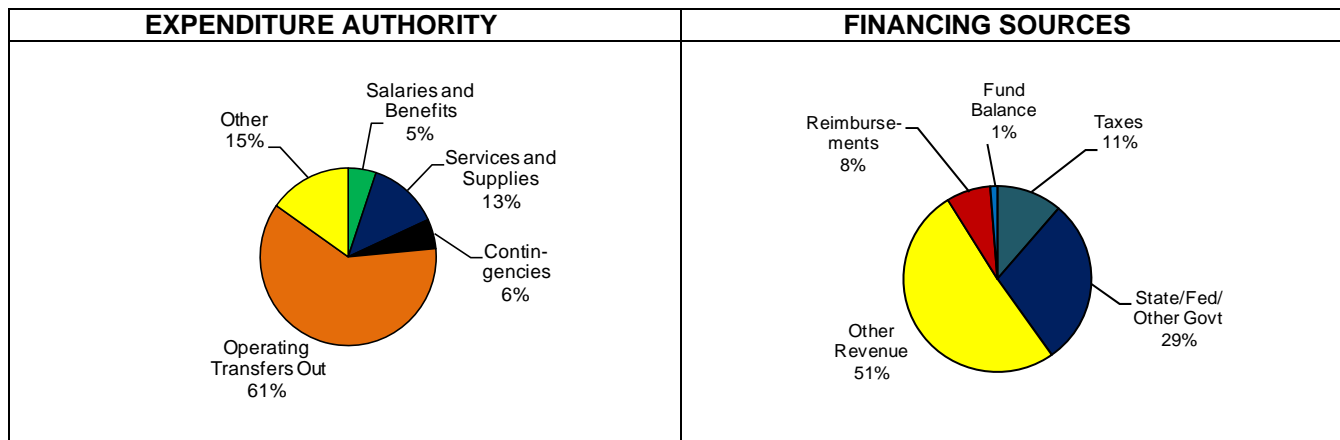 EXPENDITURE AUTHORITY
Other
15%
Salaries and
Benefits
5%
Services and
Supplies
13%
Contin-
gencies
6%
Operating
Transfers Out
61%
FINANCING SOURCES
Reimburse-
ments
8%
Fund
Balance
1%
Taxes
11%
State/Fed/
Other Govt
29%
Other
Revenue
51%